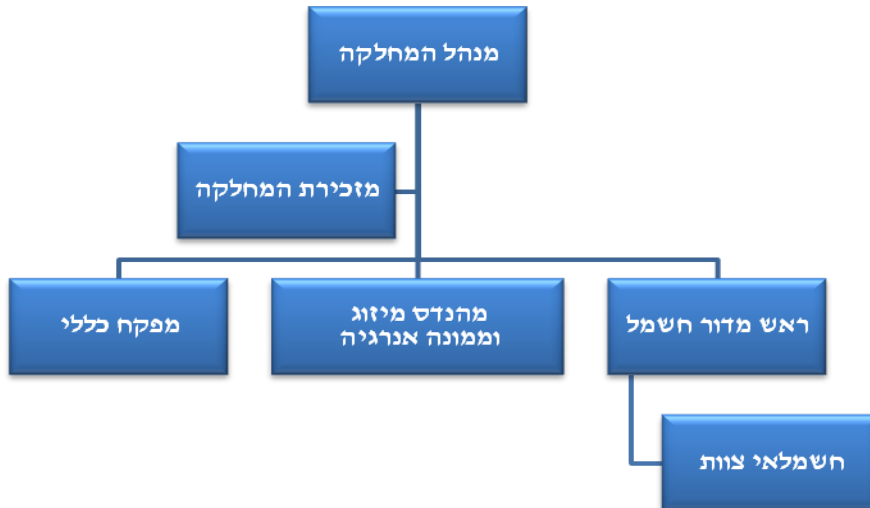 מנהל המחלקה
מזכירת המחלקה
ראש מדור חשמל
מהנדס מיזוג
וממונה אנרגיה
מפקח כללי
חשמלאי צוות